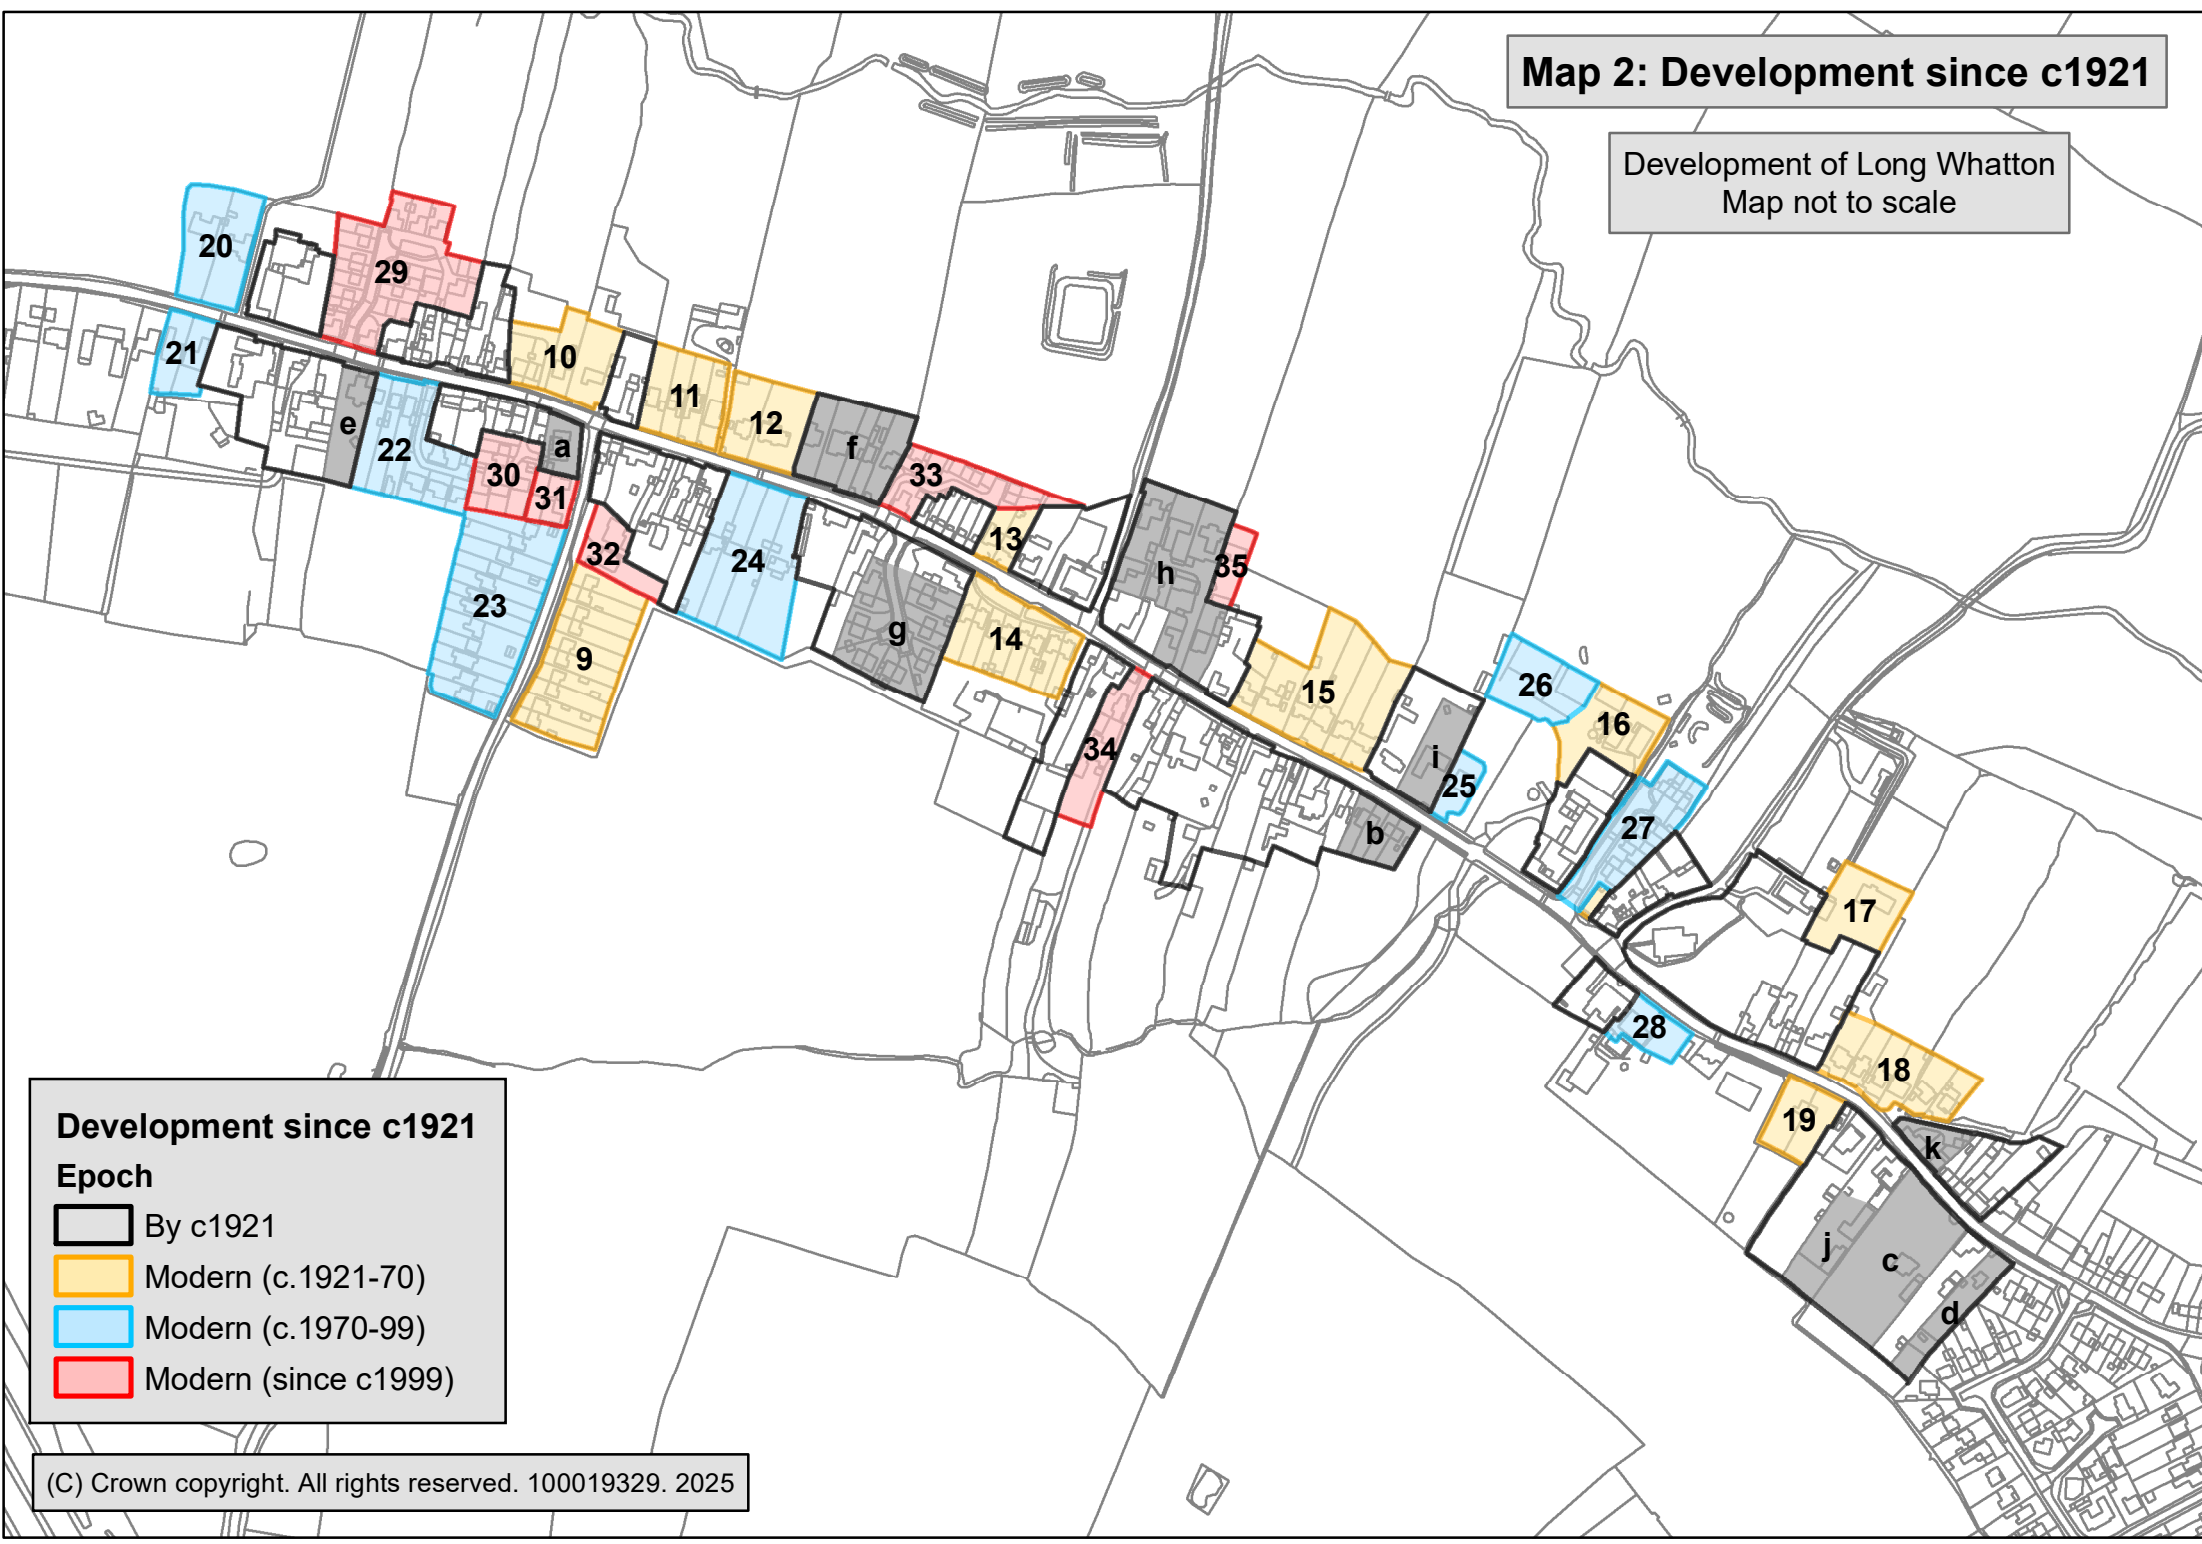 Map 2: Development since c1921
Development of Long Whatton
Map not to scale
20
29
21
10
11
12
e
22
a
30
31
f
33
13
32
24
23
9
g
14
h
35
15
34
26
16
i
25
b
27
17
28
18
19
k
j
c
d
Development since c1921
Epoch
By c1921
Modern (c.1921-70)
Modern (c.1970-99)
Modern (since c1999)
(C) Crown copyright. All rights reserved. 100019329. 2025